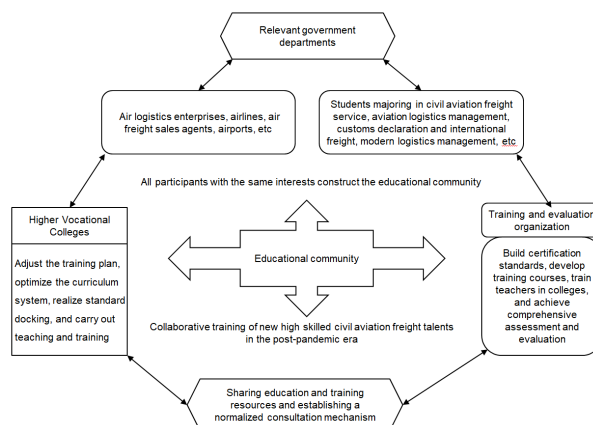 Relevant government
departments
Air logistics enterprises, airlines, air
freight sales agents, airports, etc
Students majoring in civil aviation freight
service, aviation logistics management,
customs declaration and international
freight, modern logistics management, etc
All participants with the same interests construct the educational community
Higher Vocational
Colleges
Adjust the training plan,
optimize the curriculum
system, realize standard
docking, and carry out
teaching and training
Educational community
Training and evaluation
organization
Build certification
standards, develop
training courses, train
teachers in colleges,
and achieve
comprehensive
assessment and
evaluation
Collaborative training of new high skilled civil aviation freight talents
in the post-pandemic era
Sharing education and training
resources and establishing a
normalized consultation mechanism